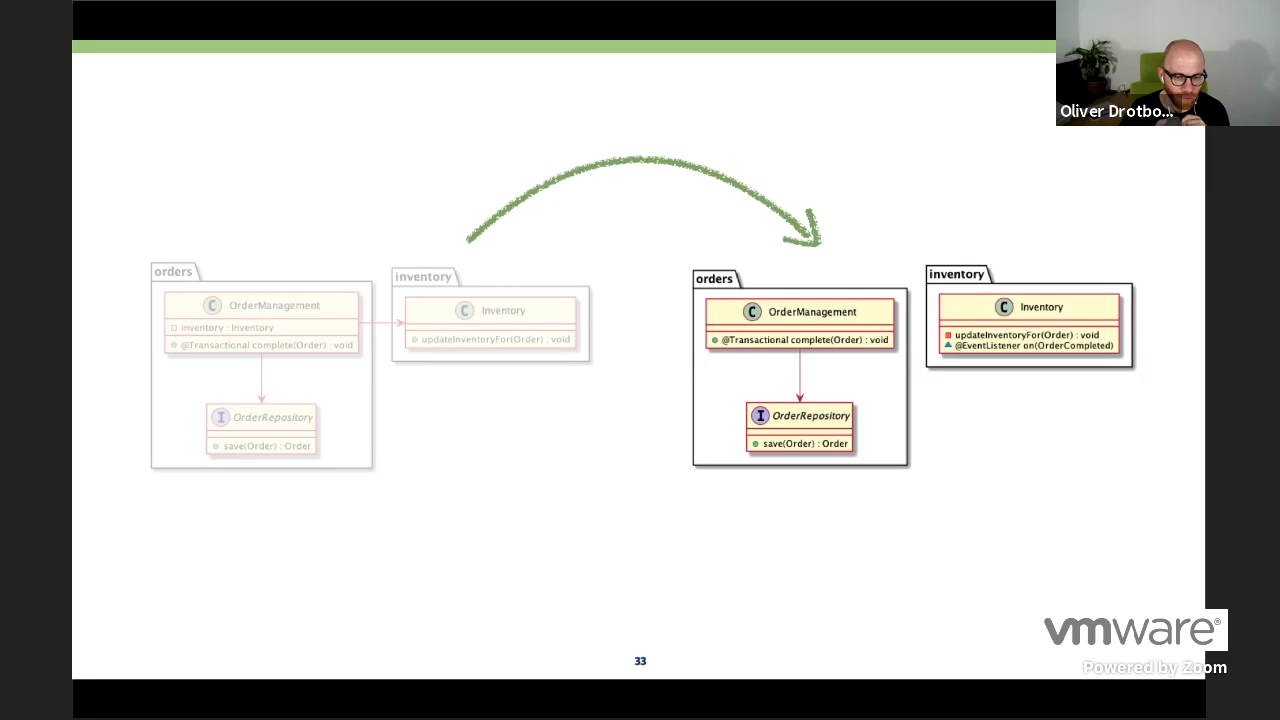 Oliver Drotbo...
orders
C OrderManagement
inventory : Inventory
@Transactional complete(Order) : void
I OrderRepository
save(Order) : Order
inventory
C Inventory
updateInventoryFor(Order) : void
orders
C OrderManagement
@Transactional complete(Order) : void
I OrderRepository
save(Order) : Order
inventory
C Inventory
updateInventoryFor(Order) : void
@EventListener on(OrderCompleted)
33
vmware®
Powered by Zoom